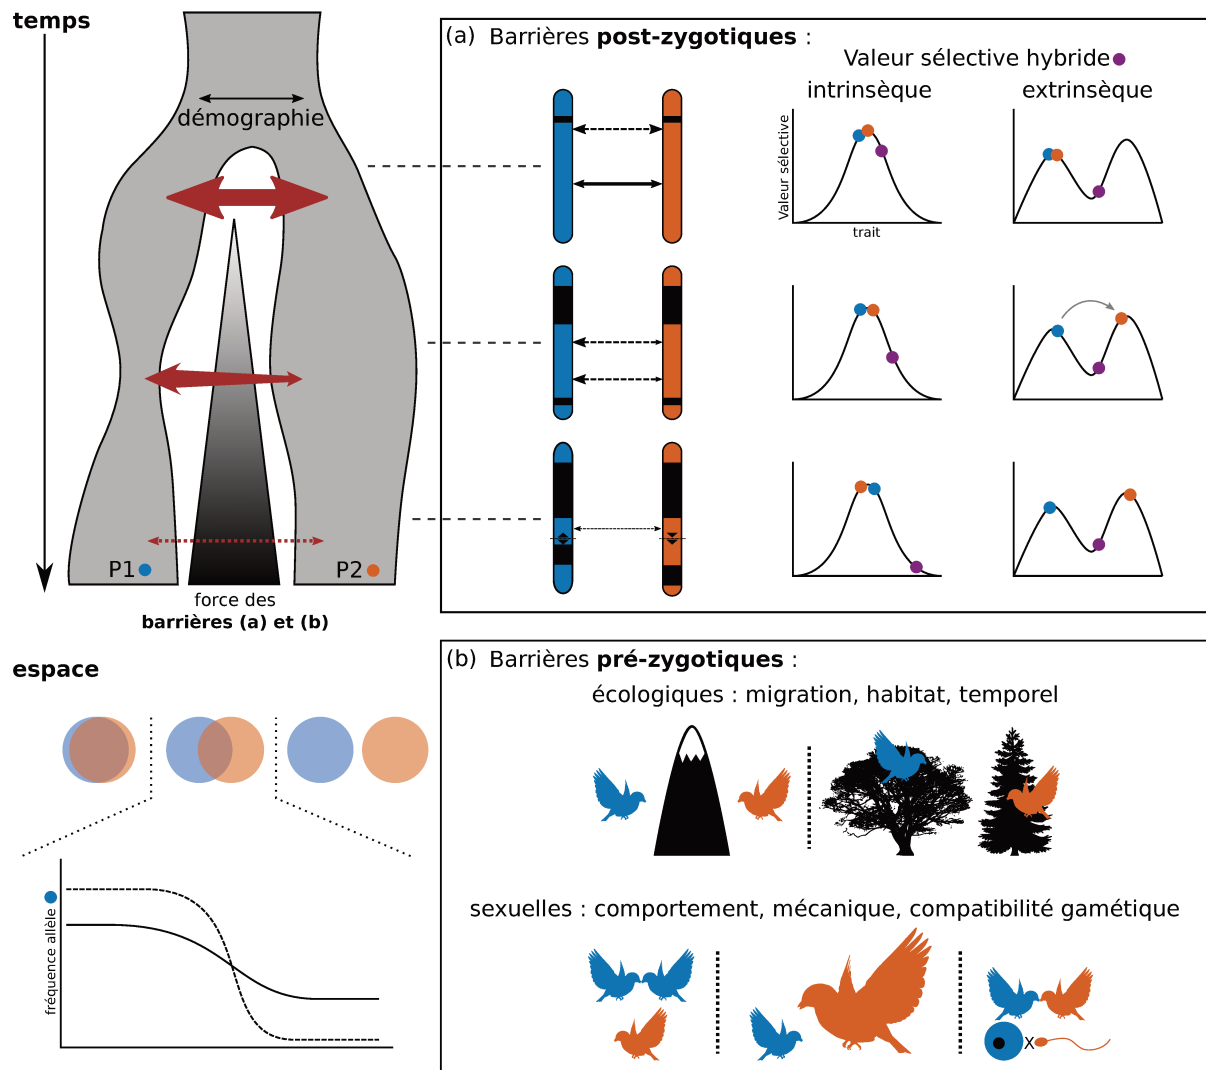 temps
démographie
P1
P2
force des
barrières (a) et (b)
(a) Barrières post-zygotiques :
Valeur sélective hybride
intrinsèque
extrinsèque
Valeur sélective
trait
espace
fréquence allèle
(b) Barrières pré-zygotiques :
écologiques : migration, habitat, temporel
sexuelles : comportement, mécanique, compatibilité gamétique
X